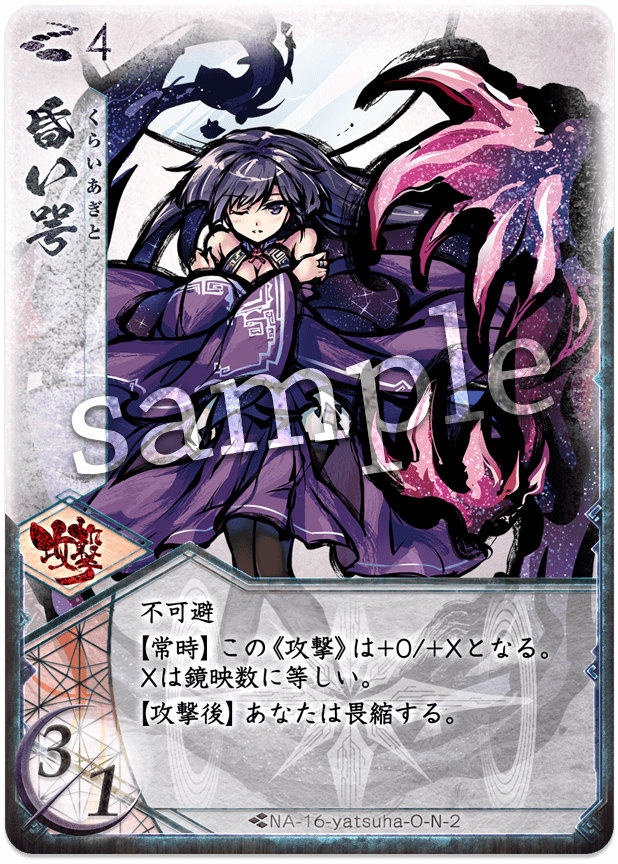 4
昏い咢
くらいあぎと
sample
攻撃
不可避
【常時】この《攻撃》は+0/+Xとなる。
Xは鏡映数に等しい。
【攻撃後】あなたは畏縮する。
3/1
NA-16-yatsuha-O-N-2